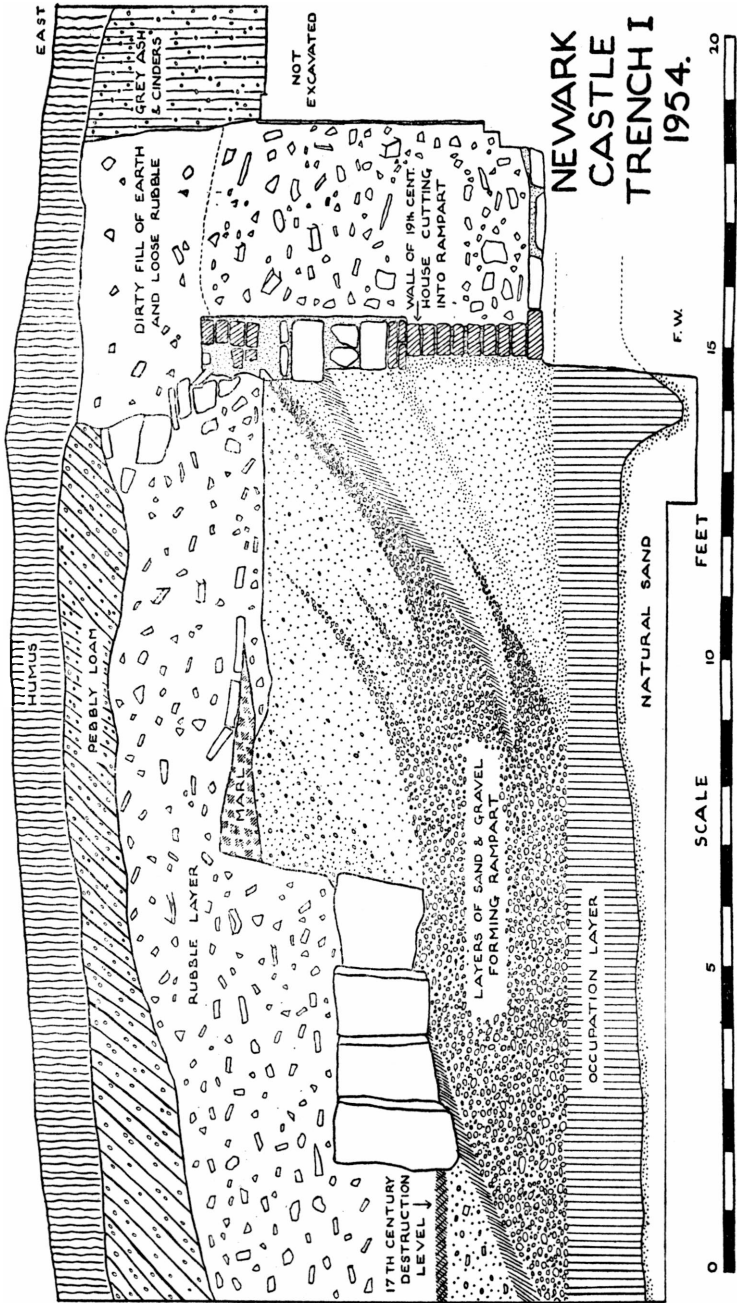 EAST
HUMUS
PEBBLY LOAM
GREY ASH
& CINDERS
DIRTY FILL OF EARTH
AND LOOSE RUBBLE
NOT
EXCAVATED
RUBBLE LAYER
MARL
WALL OF 19th CENT.
HOUSE CUTTING
INTO RAMPART
17TH CENTURY
DESTRUCTION
LEVEL
LAYERS OF SAND & GRAVEL
FORMING RAMPART
OCCUPATION LAYER
NATURAL SAND
F.W.
NEWARK
CASTLE
TRENCH I
1954.
SCALE FEET
0 5 10 15 20